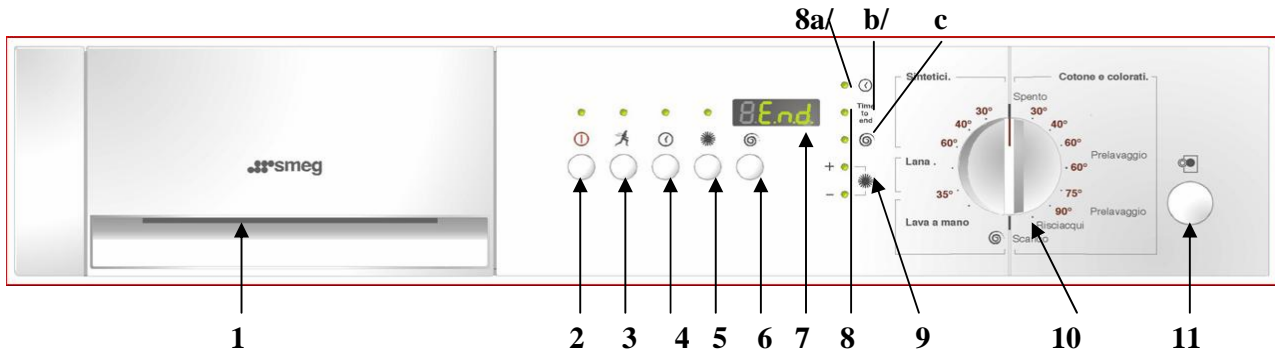 8a/ b/ c
smeg
8E.n.d.
Time
to
end
+
-
Sintetici.
Lana .
Lava a mano
Cotone e colorati.
Spento
30°
40°
60°
35°
30°
40°
60°
Prelavaggio
60°
75°
90°
Prelavaggio
Risciacqui
Scarico
1 2 3 4 5 6 7 8 9 10 11